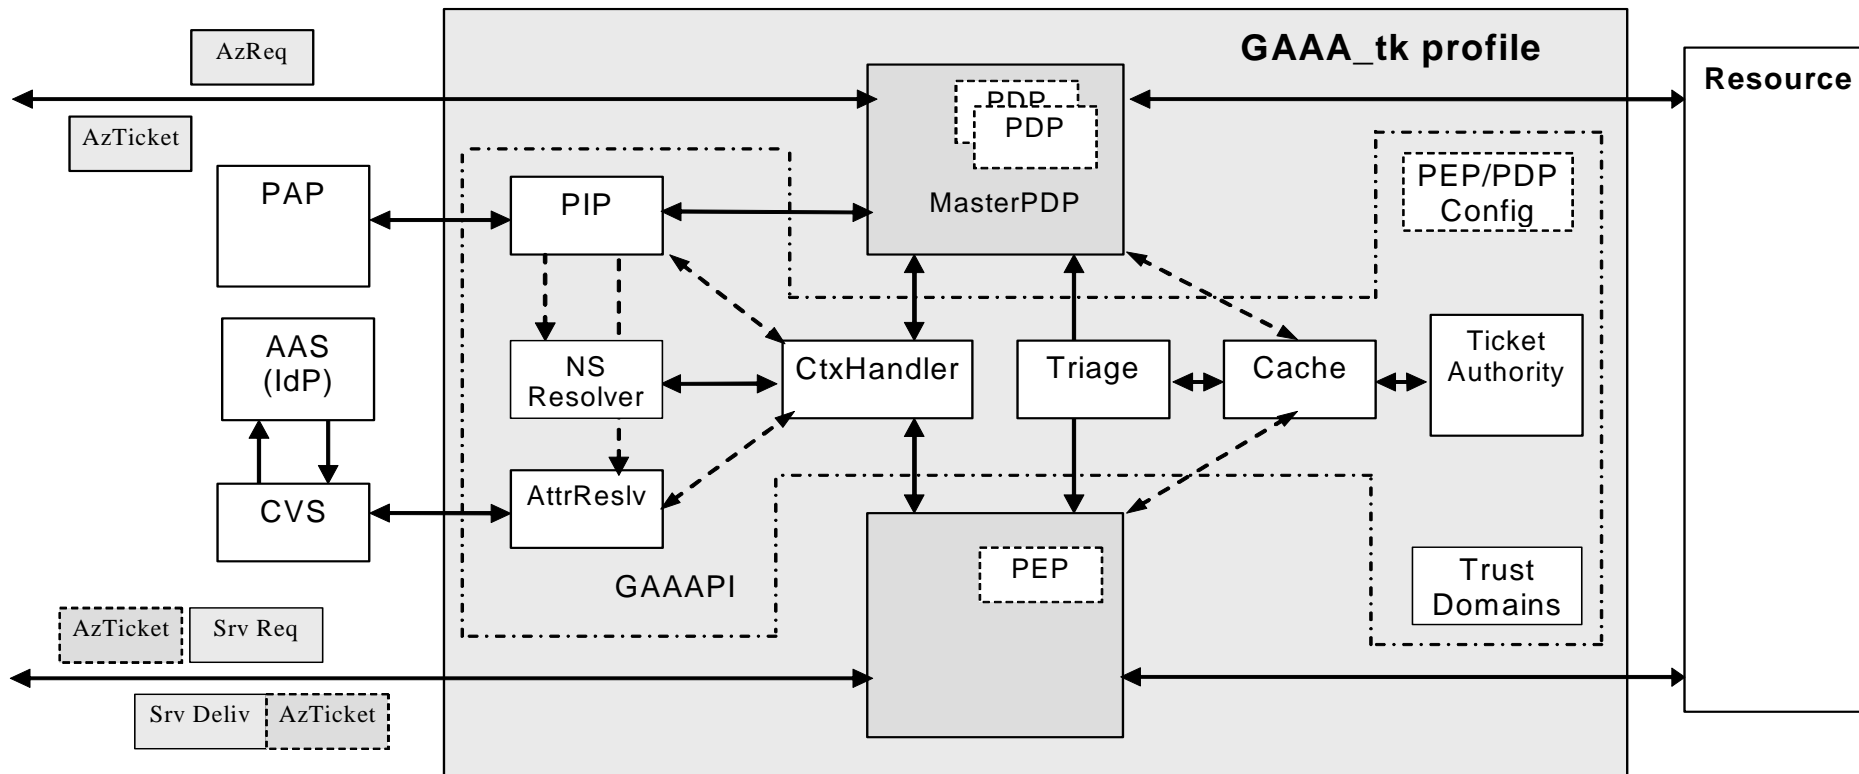 AzReq
GAAA_tk profile
Resource
PDP
PDP
AzTicket
PAP
PIP
MasterPDP
PEP/PDP
Config
AAS
(IdP)
NS
Resolver
CtxHandler
Triage
Cache
Ticket
Authority
CVS
AttrReslv
GAAAPI
PEP
Trust
Domains
AzTicket
Srv Req
Srv Deliv
AzTicket